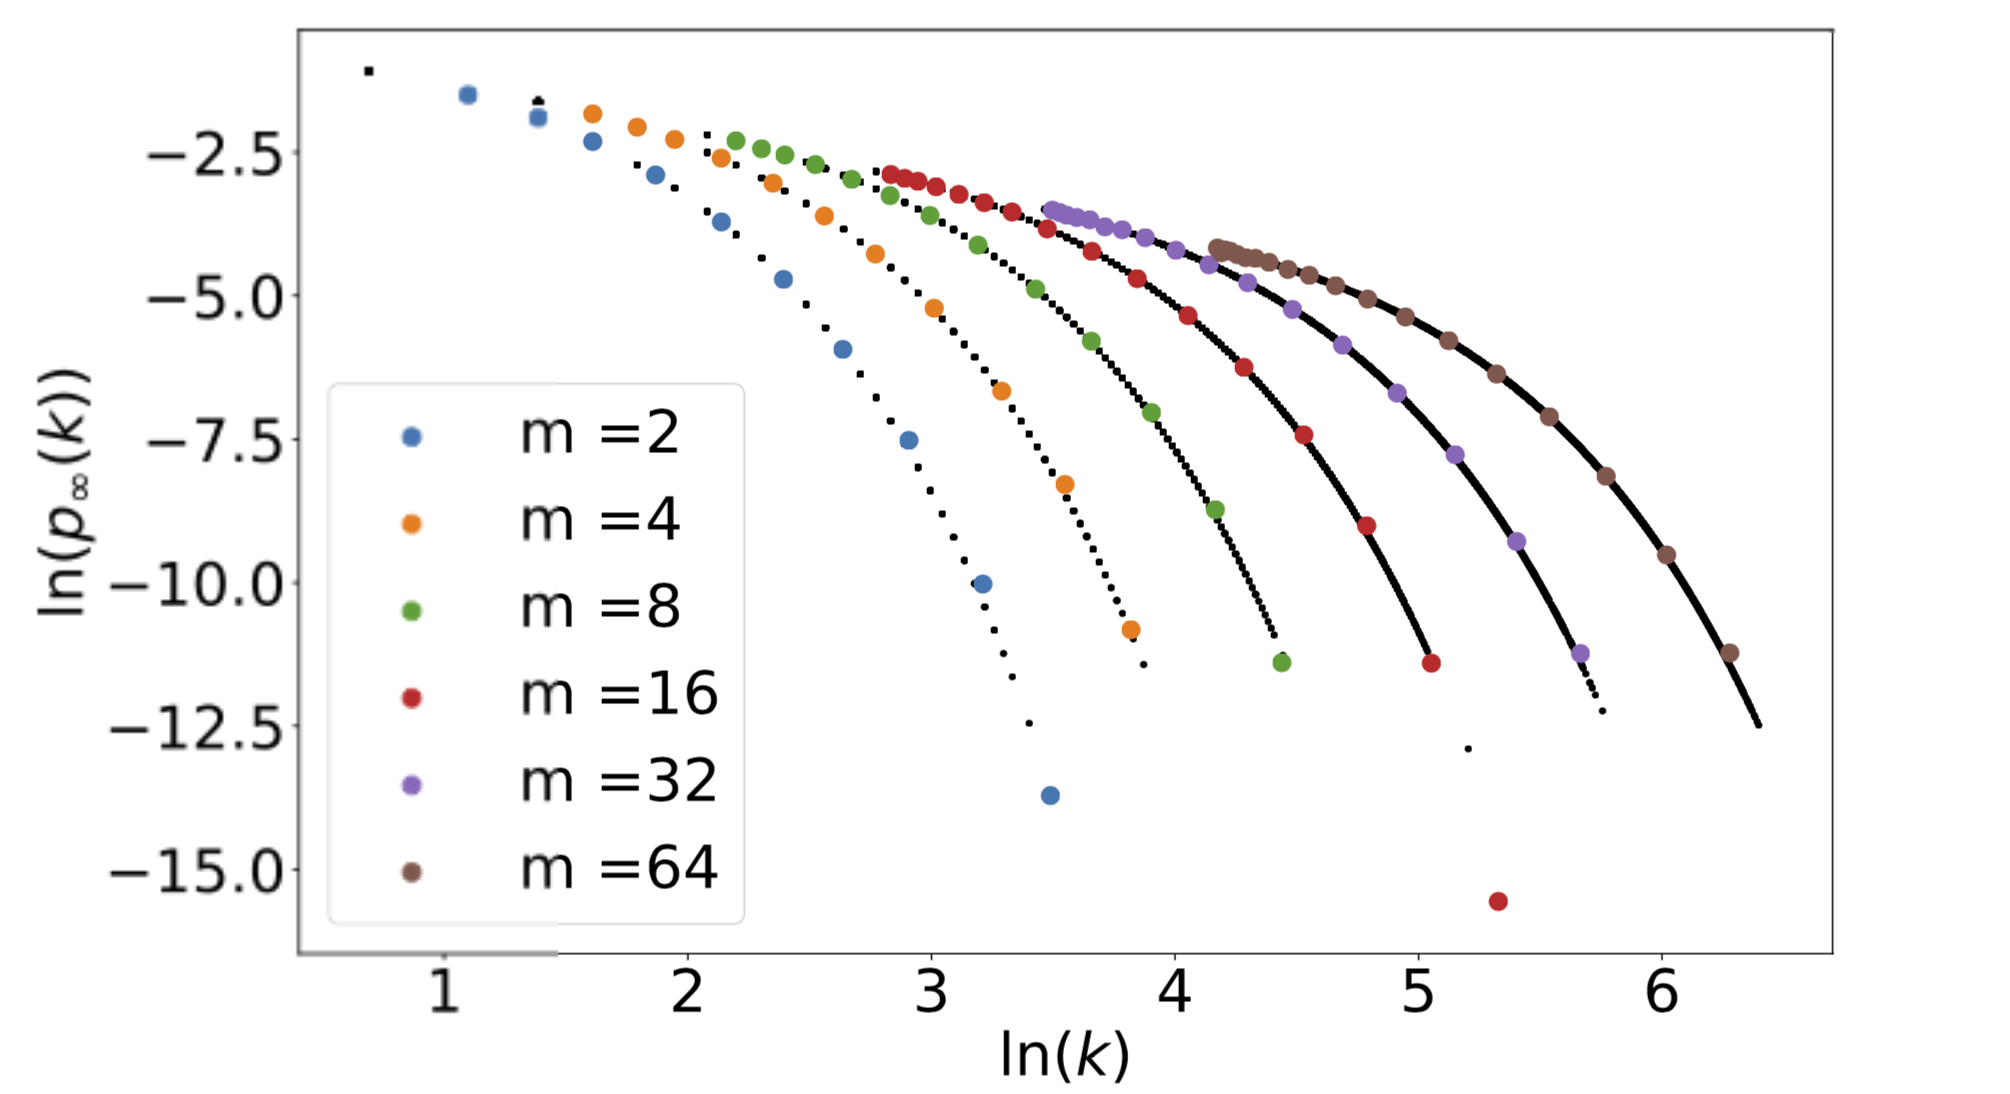 ln(p∞(k))
−2.5
−5.0
−7.5
−10.0
−12.5
−15.0
m =2
m =4
m =8
m =16
m =32
m =64
1 2 3 4 5 6
ln(k)